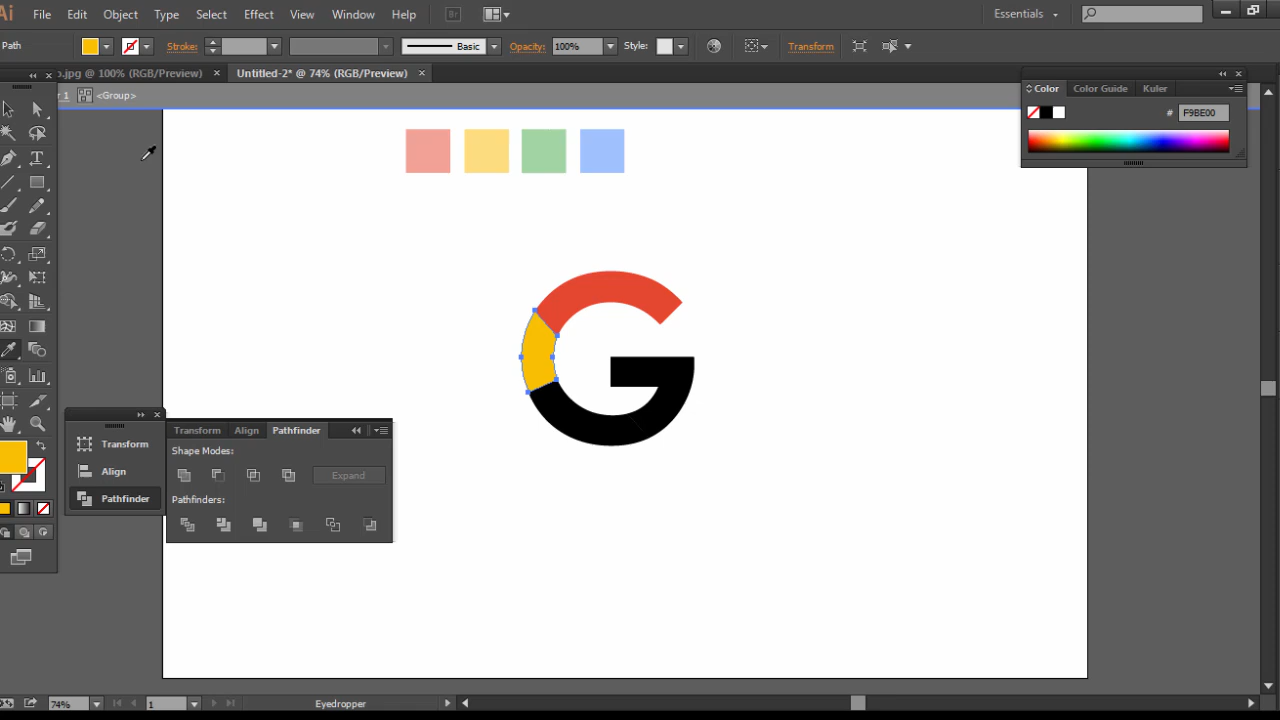 Ai File Edit Object Type Select Effect View Window Help Br Essentials
Path Stroke: Basic Opacity: 100% Style: Transform
.jpg @ 100% (RGB/Preview) × Untitled-2* @ 74% (RGB/Preview) ×
1 <Group>
Color Color Guide Kuler
# F9BE00
Transform
Align
Pathfinder
Transform Align Pathfinder
Shape Modes:
Expand
Pathfinders:
G
74% 1 Eyedropper